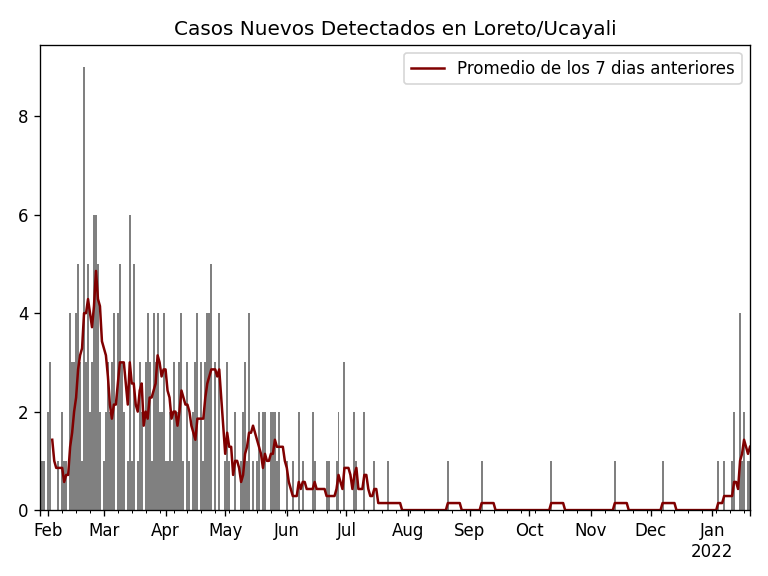 Casos Nuevos Detectados en Loreto/Ucayali
Promedio de los 7 dias anteriores
8
6
4
2
0
Feb Mar Apr May Jun Jul Aug Sep Oct Nov Dec Jan
2022